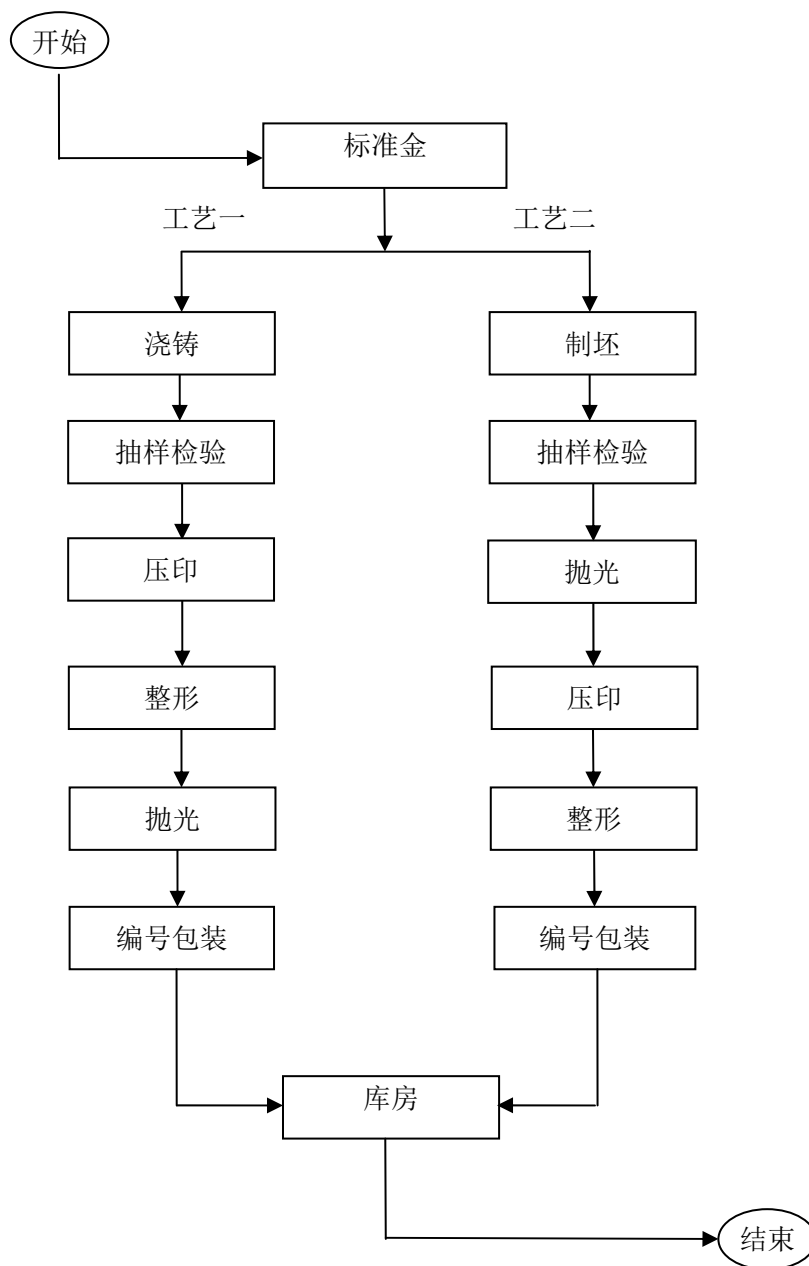 开始
标准金
工艺一
工艺二
浇铸
制坯
抽样检验
抽样检验
压印
抛光
整形
压印
抛光
整形
编号包装
编号包装
库房
结束